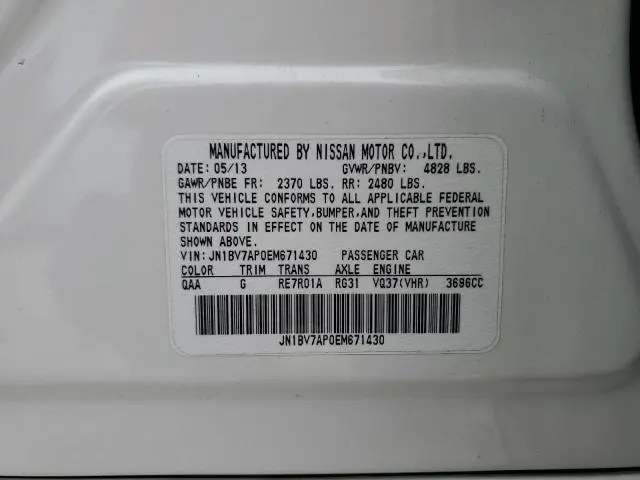 MANUFACTURED BY NISSAN MOTOR CO.,LTD.
DATE: 05/13 GVWR/PNBV: 4828 LBS.
GAWR/PNBE FR: 2370 LBS. RR: 2480 LBS.
THIS VEHICLE CONFORMS TO ALL APPLICABLE FEDERAL
MOTOR VEHICLE SAFETY,BUMPER,AND THEFT PREVENTION
STANDARDS IN EFFECT ON THE DATE OF MANUFACTURE
SHOWN ABOVE.
VIN: JN1BV7AP0EM671430 PASSENGER CAR
COLOR TRIM TRANS AXLE ENGINE
QAA G RE7R01A RG31 VQ37(VHR) 3696CC
JN1BV7AP0EM671430